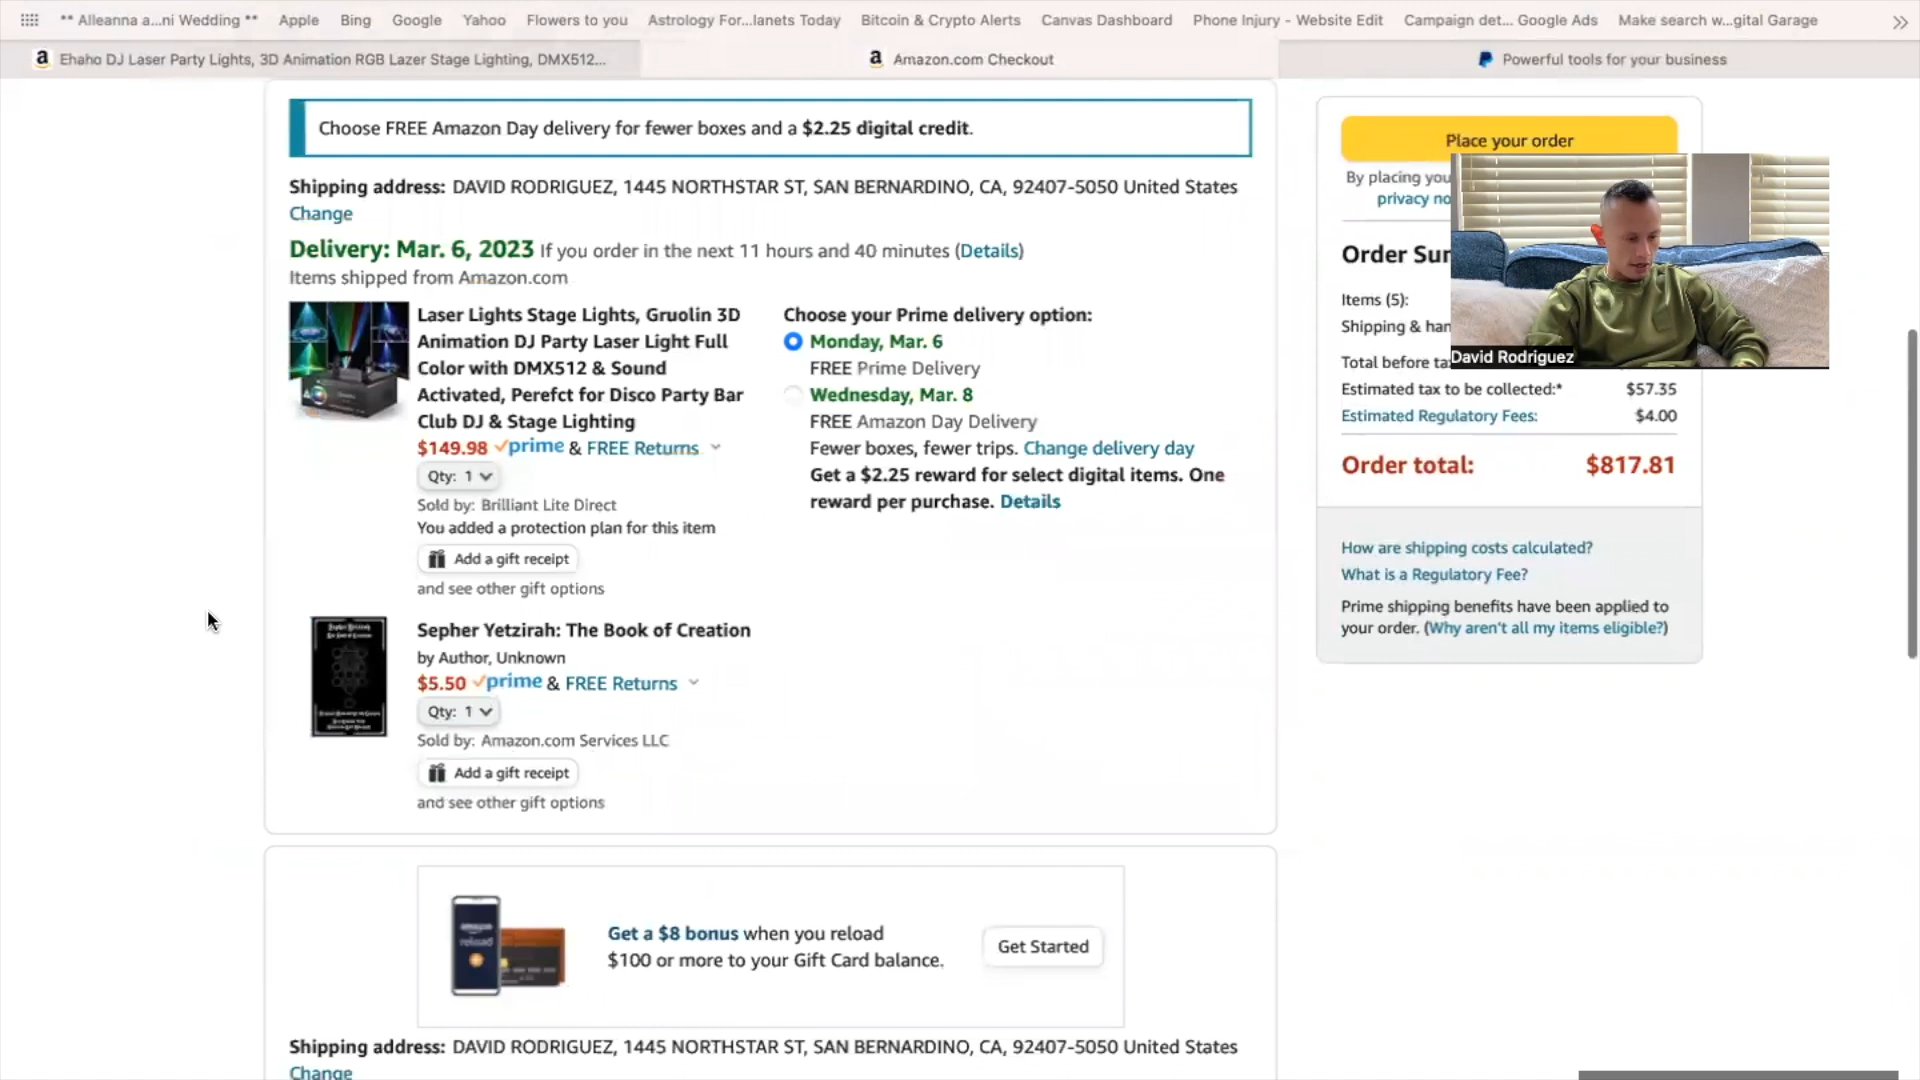 ** Alleanna a...ni Wedding ** Apple Bing Google Yahoo Flowers to you Astrology For...lanets Today Bitcoin & Crypto Alerts Canvas Dashboard Phone Injury - Website Edit Campaign det... Google Ads Make search w...gital Garage
Ehaho DJ Laser Party Lights, 3D Animation RGB Lazer Stage Lighting, DMX512...
Amazon.com Checkout
Powerful tools for your business
Choose FREE Amazon Day delivery for fewer boxes and a $2.25 digital credit.
Shipping address: DAVID RODRIGUEZ, 1445 NORTHSTAR ST, SAN BERNARDINO, CA, 92407-5050 United States
Change
Delivery: Mar. 6, 2023 If you order in the next 11 hours and 40 minutes (Details)
Items shipped from Amazon.com
Laser Lights Stage Lights, Gruolin 3D
Animation DJ Party Laser Light Full
Color with DMX512 & Sound
Activated, Perefct for Disco Party Bar
Club DJ & Stage Lighting
$149.98 prime & FREE Returns
Qty: 1
Sold by: Brilliant Lite Direct
You added a protection plan for this item
Add a gift receipt
and see other gift options
Choose your Prime delivery option:
Monday, Mar. 6
FREE Prime Delivery
Wednesday, Mar. 8
FREE Amazon Day Delivery
Fewer boxes, fewer trips. Change delivery day
Get a $2.25 reward for select digital items. One
reward per purchase. Details
Sepher Yetzirah: The Book of Creation
by Author, Unknown
$5.50 prime & FREE Returns
Qty: 1
Sold by: Amazon.com Services LLC
Add a gift receipt
and see other gift options
Get a $8 bonus when you reload
$100 or more to your Gift Card balance.
Get Started
Shipping address: DAVID RODRIGUEZ, 1445 NORTHSTAR ST, SAN BERNARDINO, CA, 92407-5050 United States
Change
Place your order
By placing you
privacy no
Order Sur
Items (5):
Shipping & han
Total before ta
David Rodriguez
Estimated tax to be collected:* $57.35
Estimated Regulatory Fees: $4.00
Order total: $817.81
How are shipping costs calculated?
What is a Regulatory Fee?
Prime shipping benefits have been applied to
your order. (Why aren't all my items eligible?)